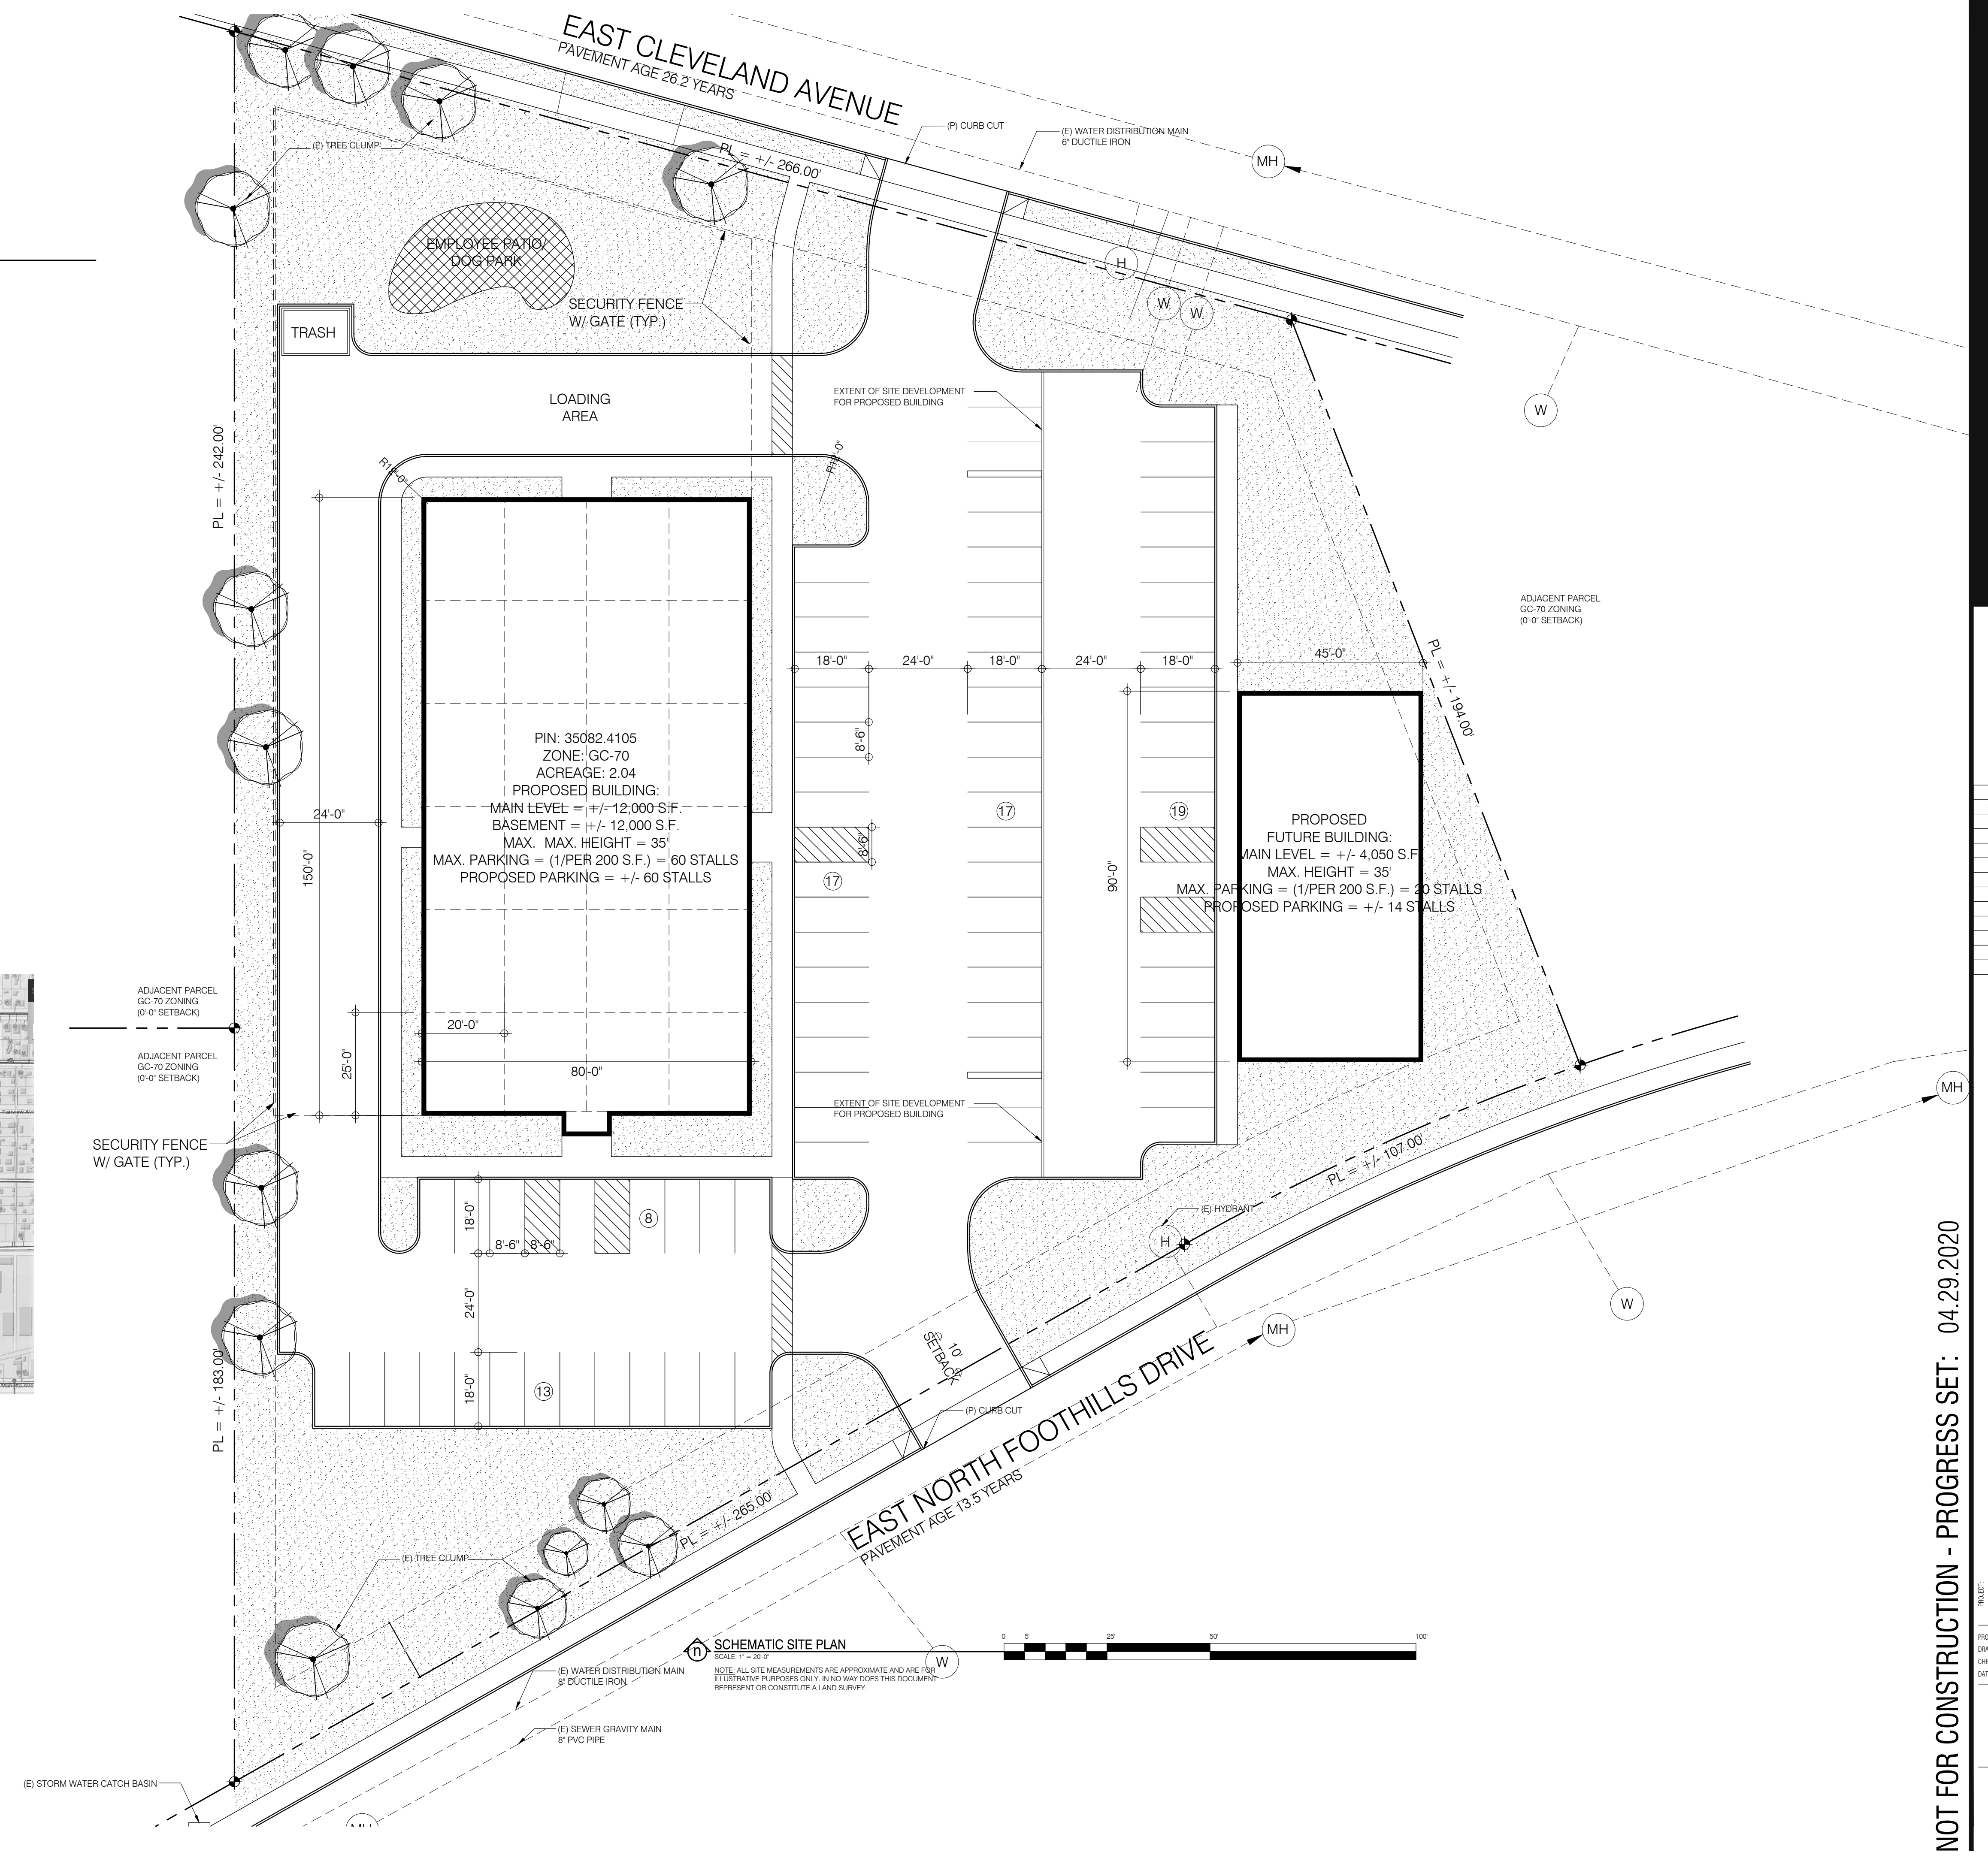 EAST CLEVELAND AVENUE
PAVEMENT AGE 26.2 YEARS
(P) CURB CUT
(E) WATER DISTRIBUTION MAIN
6" DUCTILE IRON
MH
(E) TREE CLUMP
PL = +/- 266.00'
EMPLOYEE PATIO/
DOG PARK
H
W
W
SECURITY FENCE
W/ GATE (TYP.)
TRASH
LOADING
AREA
EXTENT OF SITE DEVELOPMENT
FOR PROPOSED BUILDING
W
PL = +/- 242.00'
R12'-0"
R12'-0"
ADJACENT PARCEL
GC-70 ZONING
(0'-0" SETBACK)
18'-0"
24'-0"
18'-0"
24'-0"
18'-0"
45'-0"
PL = +/- 194.00'
8'-6"
PIN: 35082.4105
ZONE: GC-70
ACREAGE: 2.04
PROPOSED BUILDING:
MAIN LEVEL = +/- 12,000 S.F.
BASEMENT = +/- 12,000 S.F.
MAX. MAX. HEIGHT = 35'
MAX. PARKING = (1/PER 200 S.F.) = 60 STALLS
PROPOSED PARKING = +/- 60 STALLS
24'-0"
150'-0"
8'-6"
17
17
19
90'-0"
PROPOSED
FUTURE BUILDING:
MAIN LEVEL = +/- 4,050 S.F.
MAX. HEIGHT = 35'
MAX. PARKING = (1/PER 200 S.F.) = 20 STALLS
PROPOSED PARKING = +/- 14 STALLS
ADJACENT PARCEL
GC-70 ZONING
(0'-0" SETBACK)
ADJACENT PARCEL
GC-70 ZONING
(0'-0" SETBACK)
20'-0"
25'-0"
80'-0"
EXTENT OF SITE DEVELOPMENT
FOR PROPOSED BUILDING
MH
SECURITY FENCE
W/ GATE (TYP.)
PL = +/- 107.00'
18'-0"
8'-6"
8'-6"
8
(E) HYDRANT
H
24'-0"
W
MH
10'
SETBACK
18'-0"
13
PL = +/- 183.00'
(P) CURB CUT
EAST NORTH FOOTHILLS DRIVE
PAVEMENT AGE 13.5 YEARS
PL = +/- 265.00'
(E) TREE CLUMP
n
SCHEMATIC SITE PLAN
SCALE: 1" = 20'-0"
NOTE: ALL SITE MEASUREMENTS ARE APPROXIMATE AND ARE FOR
ILLUSTRATIVE PURPOSES ONLY. IN NO WAY DOES THIS DOCUMENT
REPRESENT OR CONSTITUTE A LAND SURVEY.
W
0 5' 25' 50' 100'
(E) WATER DISTRIBUTION MAIN
8" DUCTILE IRON
(E) SEWER GRAVITY MAIN
8" PVC PIPE
(E) STORM WATER CATCH BASIN
MH
NOT FOR CONSTRUCTION - PROGRESS SET: 04.29.2020
PROJECT: